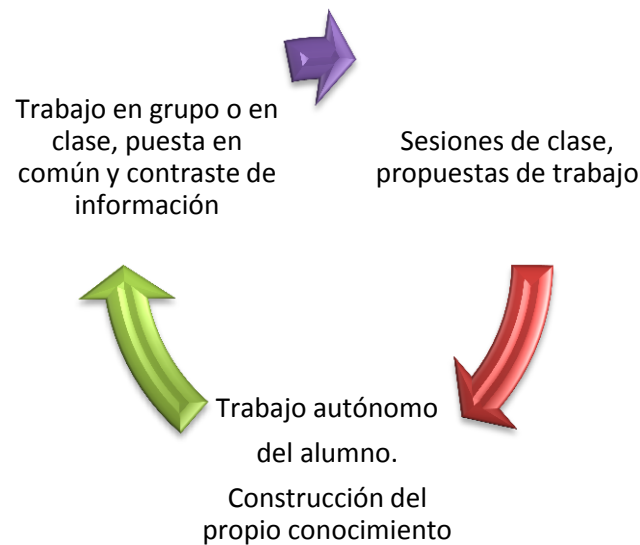 Trabajo en grupo o en
clase, puesta en
común y contraste de
información
Sesiones de clase,
propuestas de trabajo
Trabajo autónomo
del alumno.
Construcción del
propio conocimiento